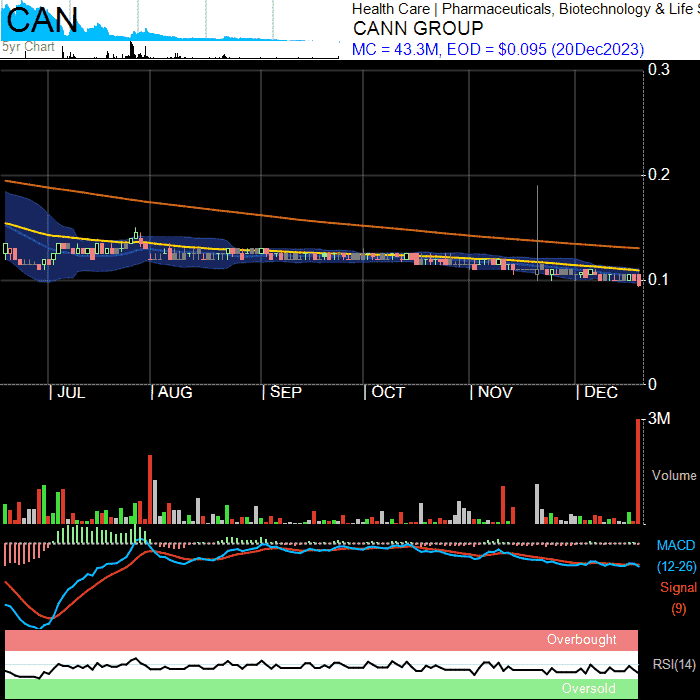 CAN
5yr Chart
Health Care | Pharmaceuticals, Biotechnology & Life S
CANN GROUP
MC = 43.3M, EOD = $0.095 (20Dec2023)
0.3
0.2
0.1
0
| JUL | AUG | SEP | OCT | NOV | DEC
3M
Volume
MACD
(12-26)
Signal
(9)
Overbought
RSI(14)
Oversold